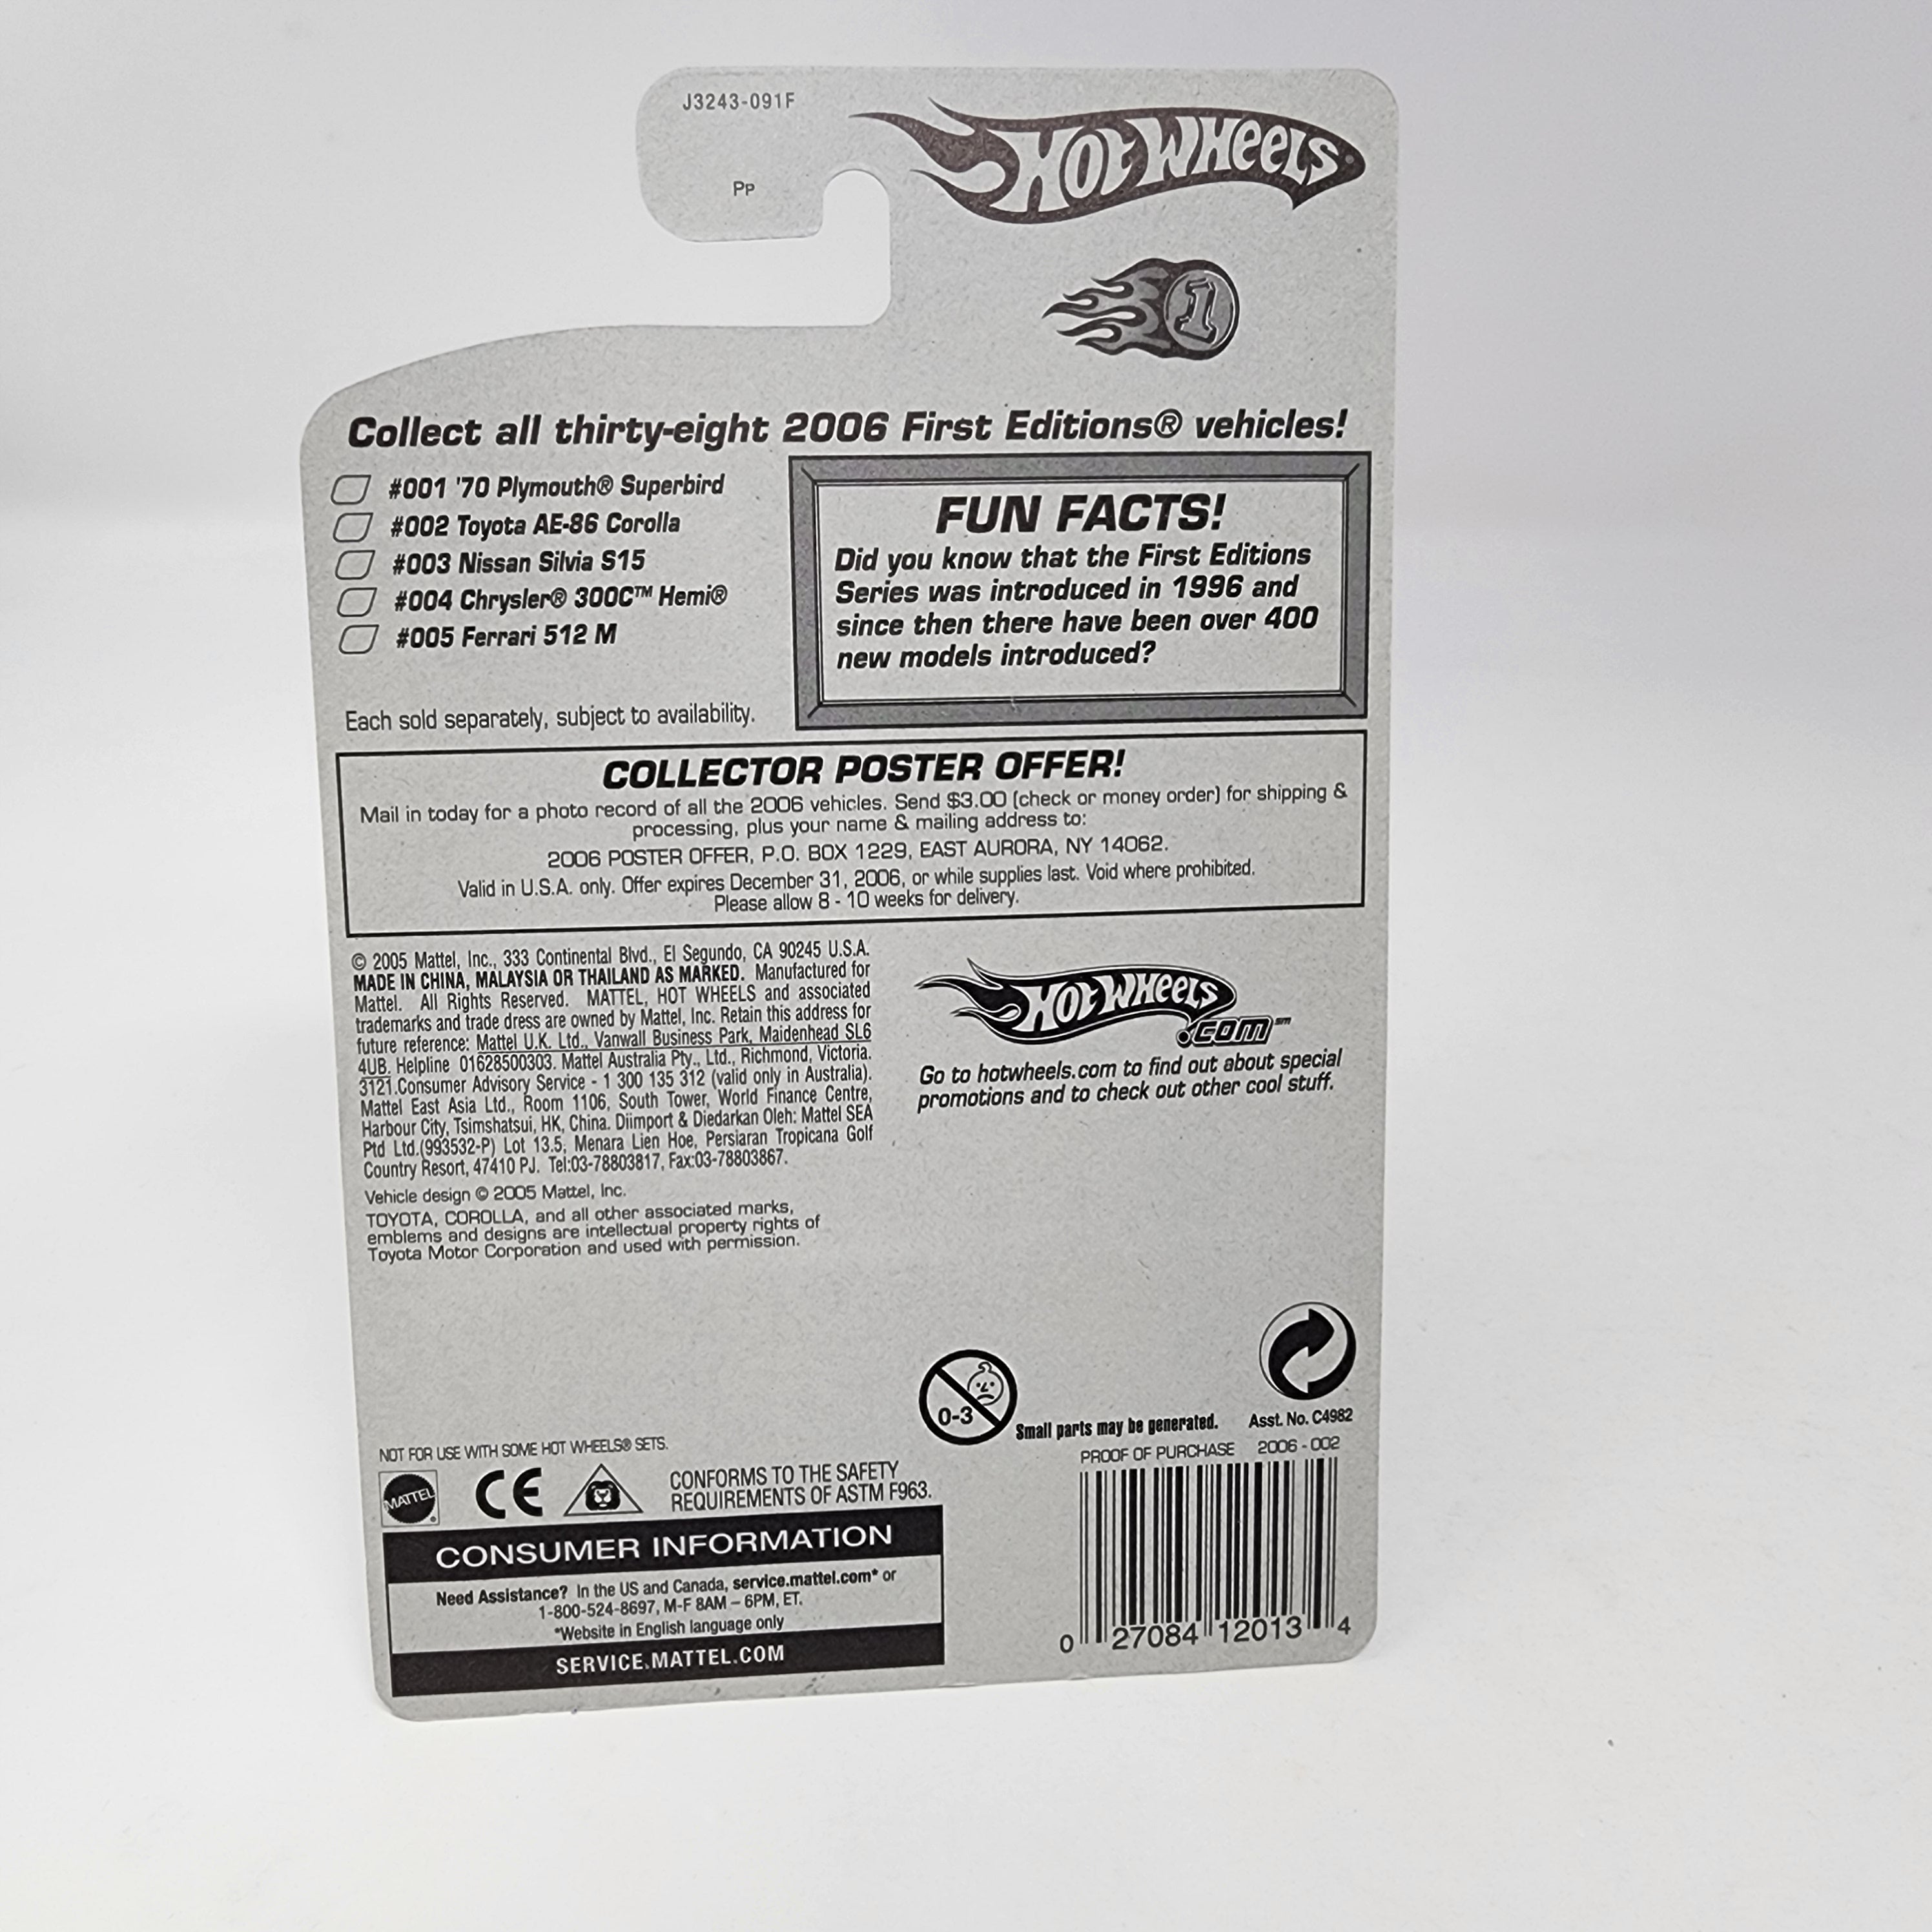 J3243-091F
Pp
HOT WHEELS
1
Collect all thirty-eight 2006 First Editions® vehicles!
#001 '70 Plymouth® Superbird
#002 Toyota AE-86 Corolla
#003 Nissan Silvia S15
#004 Chrysler® 300C™ Hemi®
#005 Ferrari 512 M
Each sold separately, subject to availability.
FUN FACTS!
Did you know that the First Editions
Series was introduced in 1996 and
since then there have been over 400
new models introduced?
COLLECTOR POSTER OFFER!
Mail in today for a photo record of all the 2006 vehicles. Send $3.00 (check or money order) for shipping &
processing, plus your name & mailing address to:
2006 POSTER OFFER, P.O. BOX 1229, EAST AURORA, NY 14062.
Valid in U.S.A. only. Offer expires December 31, 2006, or while supplies last. Void where prohibited.
Please allow 8 - 10 weeks for delivery.
© 2005 Mattel, Inc., 333 Continental Blvd., El Segundo, CA 90245 U.S.A.
MADE IN CHINA, MALAYSIA OR THAILAND AS MARKED. Manufactured for
Mattel. All Rights Reserved. MATTEL, HOT WHEELS and associated
trademarks and trade dress are owned by Mattel, Inc. Retain this address for
future reference: Mattel U.K. Ltd., Vanwall Business Park, Maidenhead SL6
4UB. Helpline 01628500303. Mattel Australia Pty., Ltd., Richmond, Victoria.
3121.Consumer Advisory Service - 1 300 135 312 (valid only in Australia).
Mattel East Asia Ltd., Room 1106, South Tower, World Finance Centre,
Harbour City, Tsimshatsui, HK, China. Diimport & Diedarkan Oleh: Mattel SEA
Ptd Ltd.(993532-P) Lot 13.5, Menara Lien Hoe, Persiaran Tropicana Golf
Country Resort, 47410 PJ. Tel:03-78803817, Fax:03-78803867.
Vehicle design © 2005 Mattel, Inc.
TOYOTA, COROLLA, and all other associated marks,
emblems and designs are intellectual property rights of
Toyota Motor Corporation and used with permission.
HOT WHEELS
.COM℠
Go to hotwheels.com to find out about special
promotions and to check out other cool stuff.
0-3
Small parts may be generated.
Asst. No. C4982
PROOF OF PURCHASE 2006 - 002
0 27084 12013 4
NOT FOR USE WITH SOME HOT WHEELS® SETS.
MATTEL®
CE
CONFORMS TO THE SAFETY
REQUIREMENTS OF ASTM F963.
CONSUMER INFORMATION
Need Assistance? In the US and Canada, service.mattel.com* or
1-800-524-8697, M-F 8AM – 6PM, ET.
*Website in English language only
SERVICE.MATTEL.COM